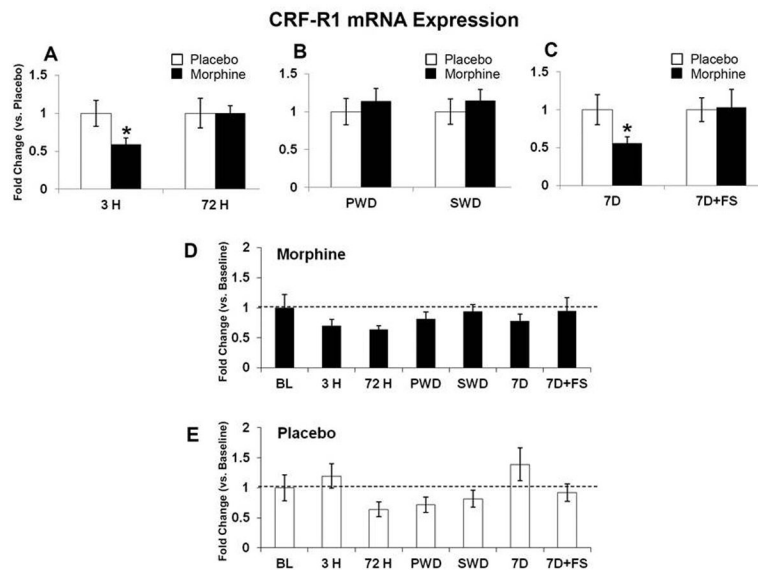 CRF-R1 mRNA Expression
A
Placebo
Morphine
Fold Change (vs. Placebo)
1.5
1
0.5
0
*
3 H 72 H
B
Placebo
Morphine
1.5
1
0.5
0
PWD SWD
C
Placebo
Morphine
1.5
1
0.5
0
*
7D 7D+FS
D
Morphine
Fold Change (vs. Baseline)
2
1.5
1
0.5
0
BL 3 H 72 H PWD SWD 7D 7D+FS
E
Placebo
Fold Change (vs. Baseline)
2
1.5
1
0.5
0
BL 3 H 72 H PWD SWD 7D 7D+FS